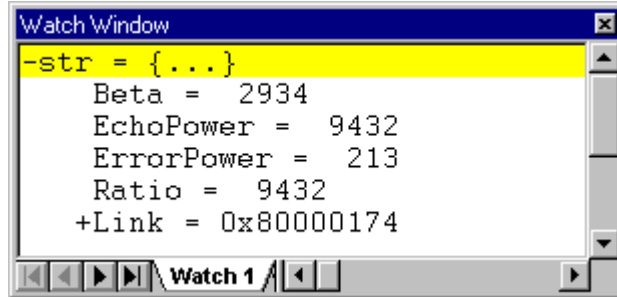 Watch Window
-str = {...}
Beta = 2934
EchoPower = 9432
ErrorPower = 213
Ratio = 9432
+Link = 0x80000174
Watch 1